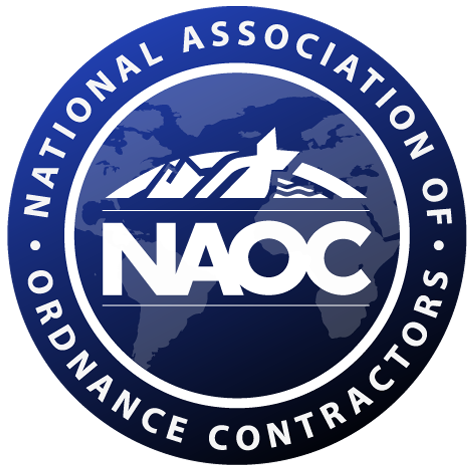 NATIONAL ASSOCIATION OF
• ORDNANCE CONTRACTORS •
NAOC